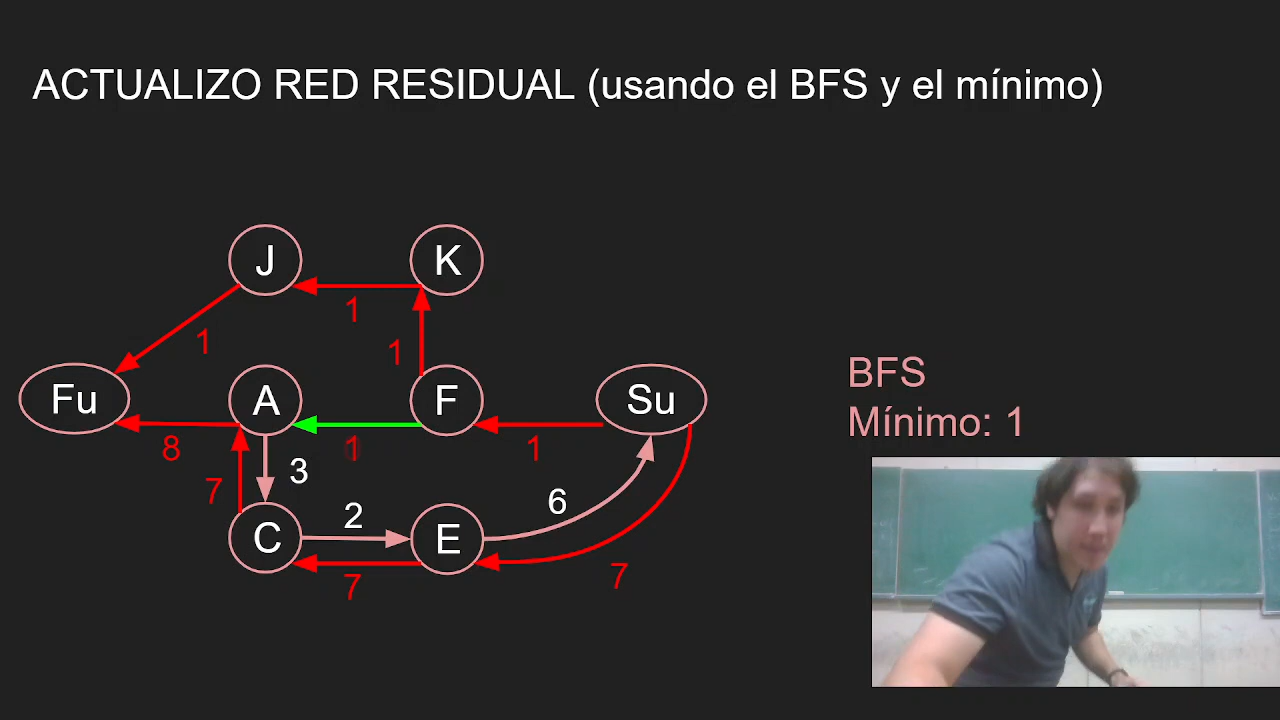 ACTUALIZO RED RESIDUAL (usando el BFS y el mínimo)
J
K
1
1
1
Fu
A
F
Su
8
1
3
7
2
6
C
E
7
7
BFS
Mínimo: 1